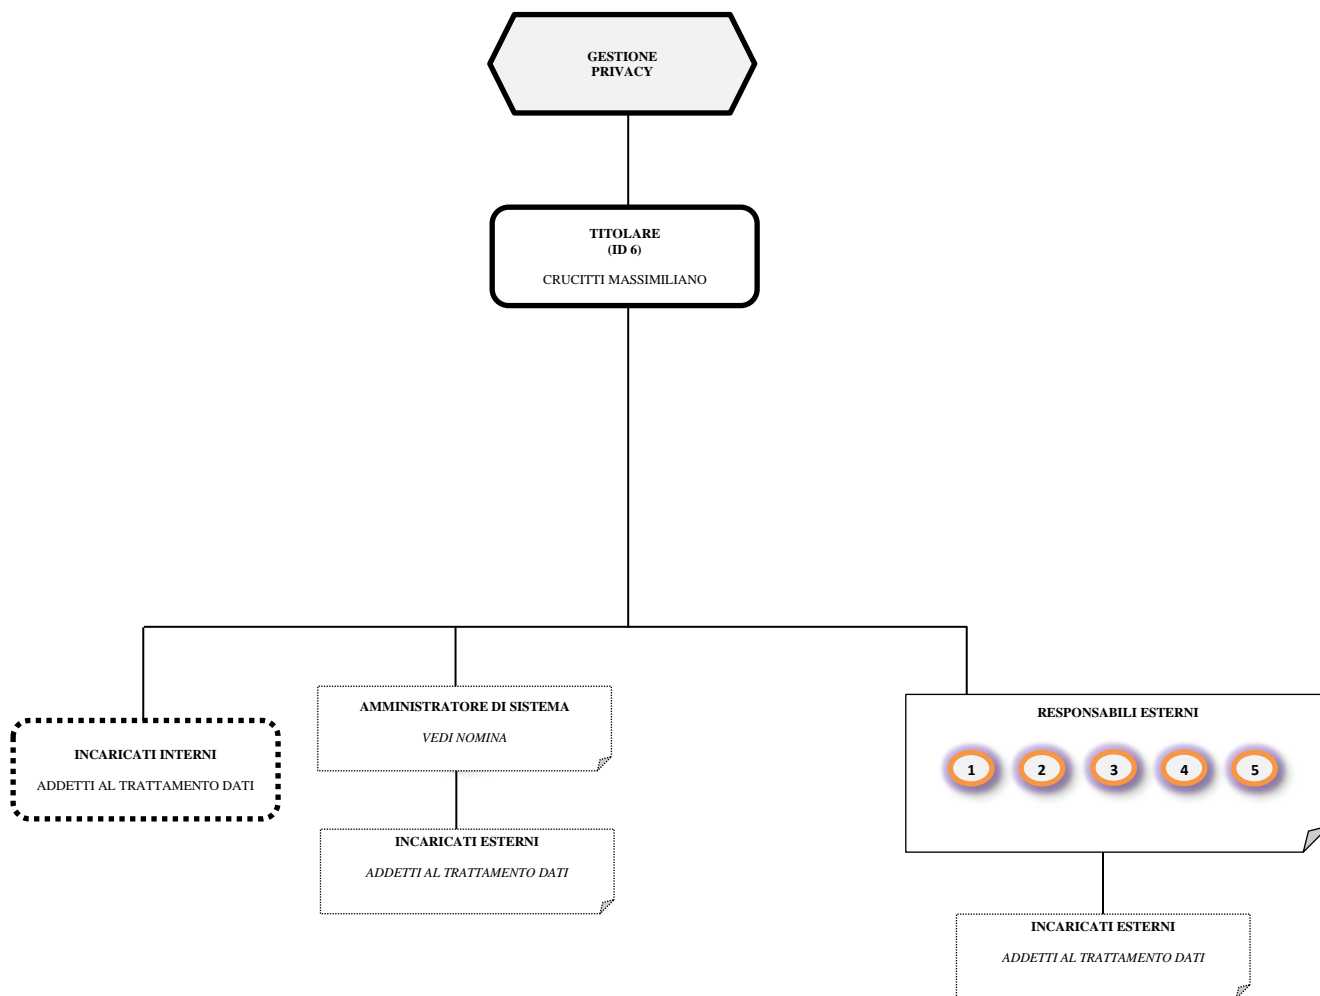 GESTIONE
PRIVACY
TITOLARE
(ID 6)
CRUCITTI MASSIMILIANO
INCARICATI INTERNI
ADDETTI AL TRATTAMENTO DATI
AMMINISTRATORE DI SISTEMA
VEDI NOMINA
INCARICATI ESTERNI
ADDETTI AL TRATTAMENTO DATI
RESPONSABILI ESTERNI
1 2 3 4 5
INCARICATI ESTERNI
ADDETTI AL TRATTAMENTO DATI